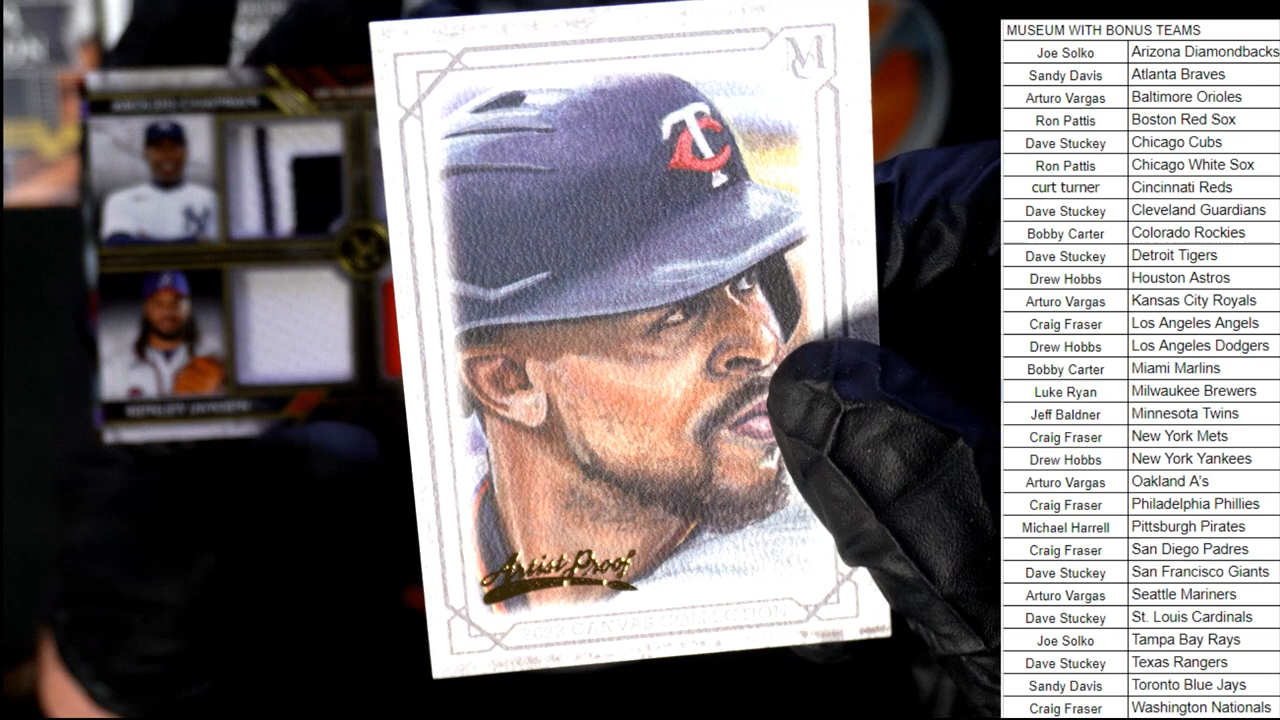 MUSEUM WITH BONUS TEAMS
Joe Solko Arizona Diamondbacks
Sandy Davis Atlanta Braves
Arturo Vargas Baltimore Orioles
Ron Pattis Boston Red Sox
Dave Stuckey Chicago Cubs
Ron Pattis Chicago White Sox
curt turner Cincinnati Reds
Dave Stuckey Cleveland Guardians
Bobby Carter Colorado Rockies
Dave Stuckey Detroit Tigers
Drew Hobbs Houston Astros
Arturo Vargas Kansas City Royals
Craig Fraser Los Angeles Angels
Drew Hobbs Los Angeles Dodgers
Bobby Carter Miami Marlins
Luke Ryan Milwaukee Brewers
Jeff Baldner Minnesota Twins
Craig Fraser New York Mets
Drew Hobbs New York Yankees
Arturo Vargas Oakland A's
Craig Fraser Philadelphia Phillies
Michael Harrell Pittsburgh Pirates
Craig Fraser San Diego Padres
Dave Stuckey San Francisco Giants
Arturo Vargas Seattle Mariners
Dave Stuckey St. Louis Cardinals
Joe Solko Tampa Bay Rays
Dave Stuckey Texas Rangers
Sandy Davis Toronto Blue Jays
Craig Fraser Washington Nationals
M
TC
Artist Proof
2022 CANVAS COLLECTION